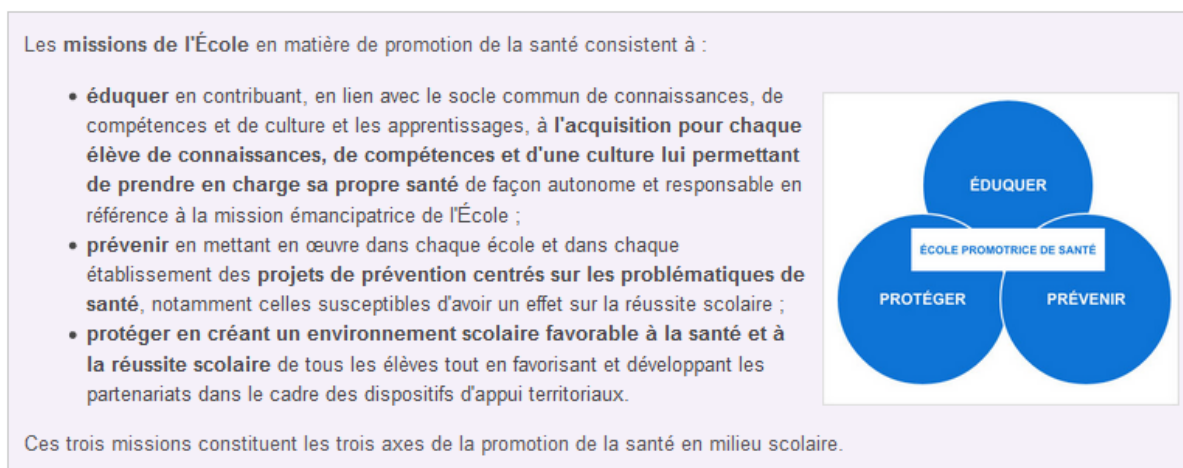 Les missions de l'École en matière de promotion de la santé consistent à :
• éduquer en contribuant, en lien avec le socle commun de connaissances, de
compétences et de culture et les apprentissages, à l'acquisition pour chaque
élève de connaissances, de compétences et d'une culture lui permettant
de prendre en charge sa propre santé de façon autonome et responsable en
référence à la mission émancipatrice de l'École ;
• prévenir en mettant en œuvre dans chaque école et dans chaque
établissement des projets de prévention centrés sur les problématiques de
santé, notamment celles susceptibles d'avoir un effet sur la réussite scolaire ;
• protéger en créant un environnement scolaire favorable à la santé et à
la réussite scolaire de tous les élèves tout en favorisant et développant les
partenariats dans le cadre des dispositifs d'appui territoriaux.
ÉDUQUER
ÉCOLE PROMOTRICE DE SANTÉ
PROTÉGER
PRÉVENIR
Ces trois missions constituent les trois axes de la promotion de la santé en milieu scolaire.